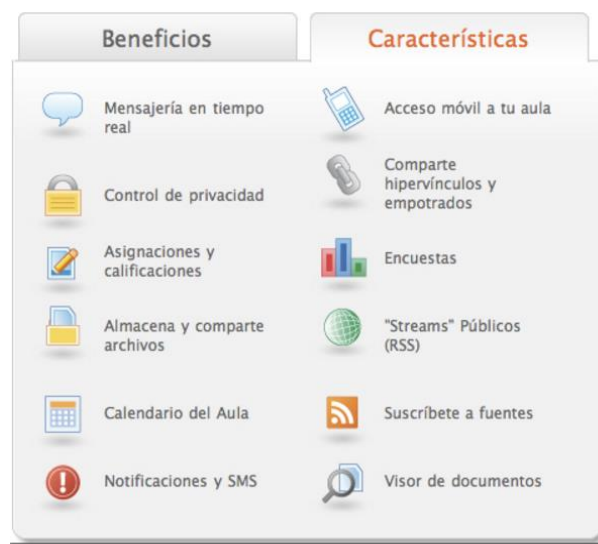 Beneficios
Características
Mensajería en tiempo
real
Acceso móvil a tu aula
Control de privacidad
Comparte
hipervínculos y
empotrados
Asignaciones y
calificaciones
Encuestas
Almacena y comparte
archivos
"Streams" Públicos
(RSS)
Calendario del Aula
Suscríbete a fuentes
Notificaciones y SMS
Visor de documentos